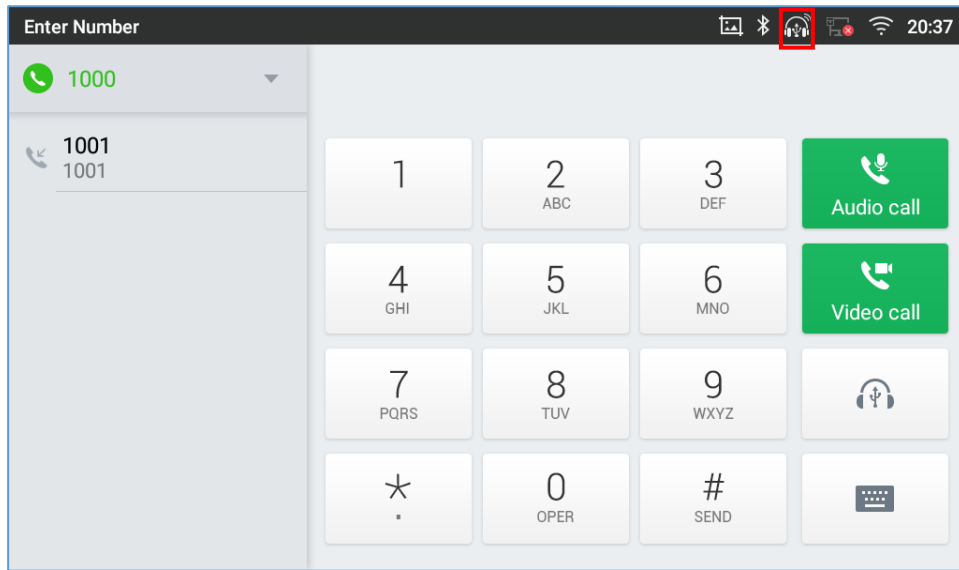 Enter Number
20:37
1000
1001
1001
1
2
ABC
3
DEF
Audio call
4
GHI
5
JKL
6
MNO
Video call
7
PQRS
8
TUV
9
WXYZ
*
.
0
OPER
#
SEND